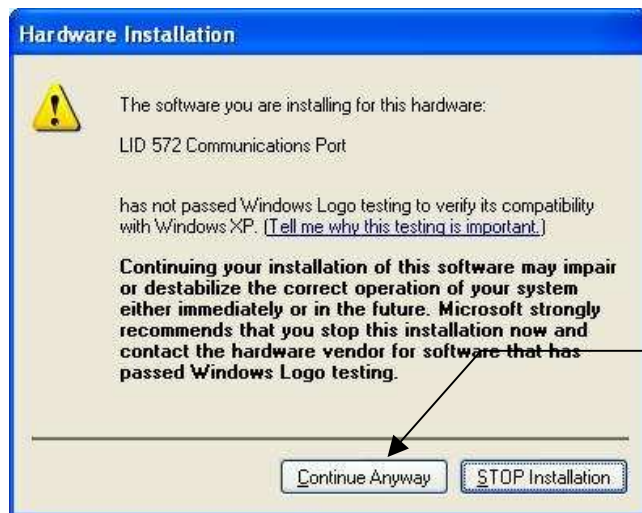 Hardware Installation
The software you are installing for this hardware:
LID 572 Communications Port
has not passed Windows Logo testing to verify its compatibility
with Windows XP. (Tell me why this testing is important.)
Continuing your installation of this software may impair
or destabilize the correct operation of your system
either immediately or in the future. Microsoft strongly
recommends that you stop this installation now and
contact the hardware vendor for software that has
passed Windows Logo testing.
Continue Anyway
STOP Installation